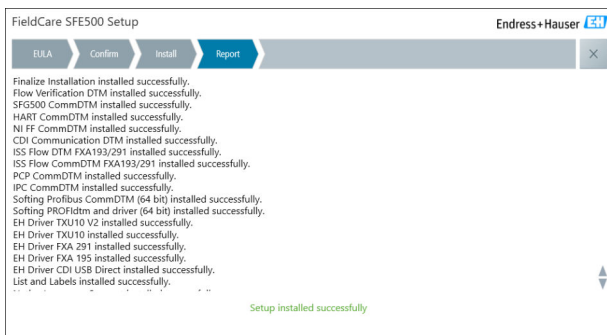 FieldCare SFE500 Setup
Endress+Hauser EH
EULA
Confirm
Install
Report
Finalize Installation installed successfully.
Flow Verification DTM installed successfully.
SFG500 CommDTM installed successfully.
HART CommDTM installed successfully.
NI FF CommDTM installed successfully.
CDI Communication DTM installed successfully.
ISS Flow DTM FXA193/291 installed successfully.
ISS Flow CommDTM FXA193/291 installed successfully.
PCP CommDTM installed successfully.
IPC CommDTM installed successfully.
Softing Profibus CommDTM (64 bit) installed successfully.
Softing PROFIdtm and driver (64 bit) installed successfully.
EH Driver TXU10 V2 installed successfully.
EH Driver TXU10 installed successfully.
EH Driver FXA 291 installed successfully.
EH Driver FXA 195 installed successfully.
EH Driver CDI USB Direct installed successfully.
List and Labels installed successfully.
Setup installed successfully